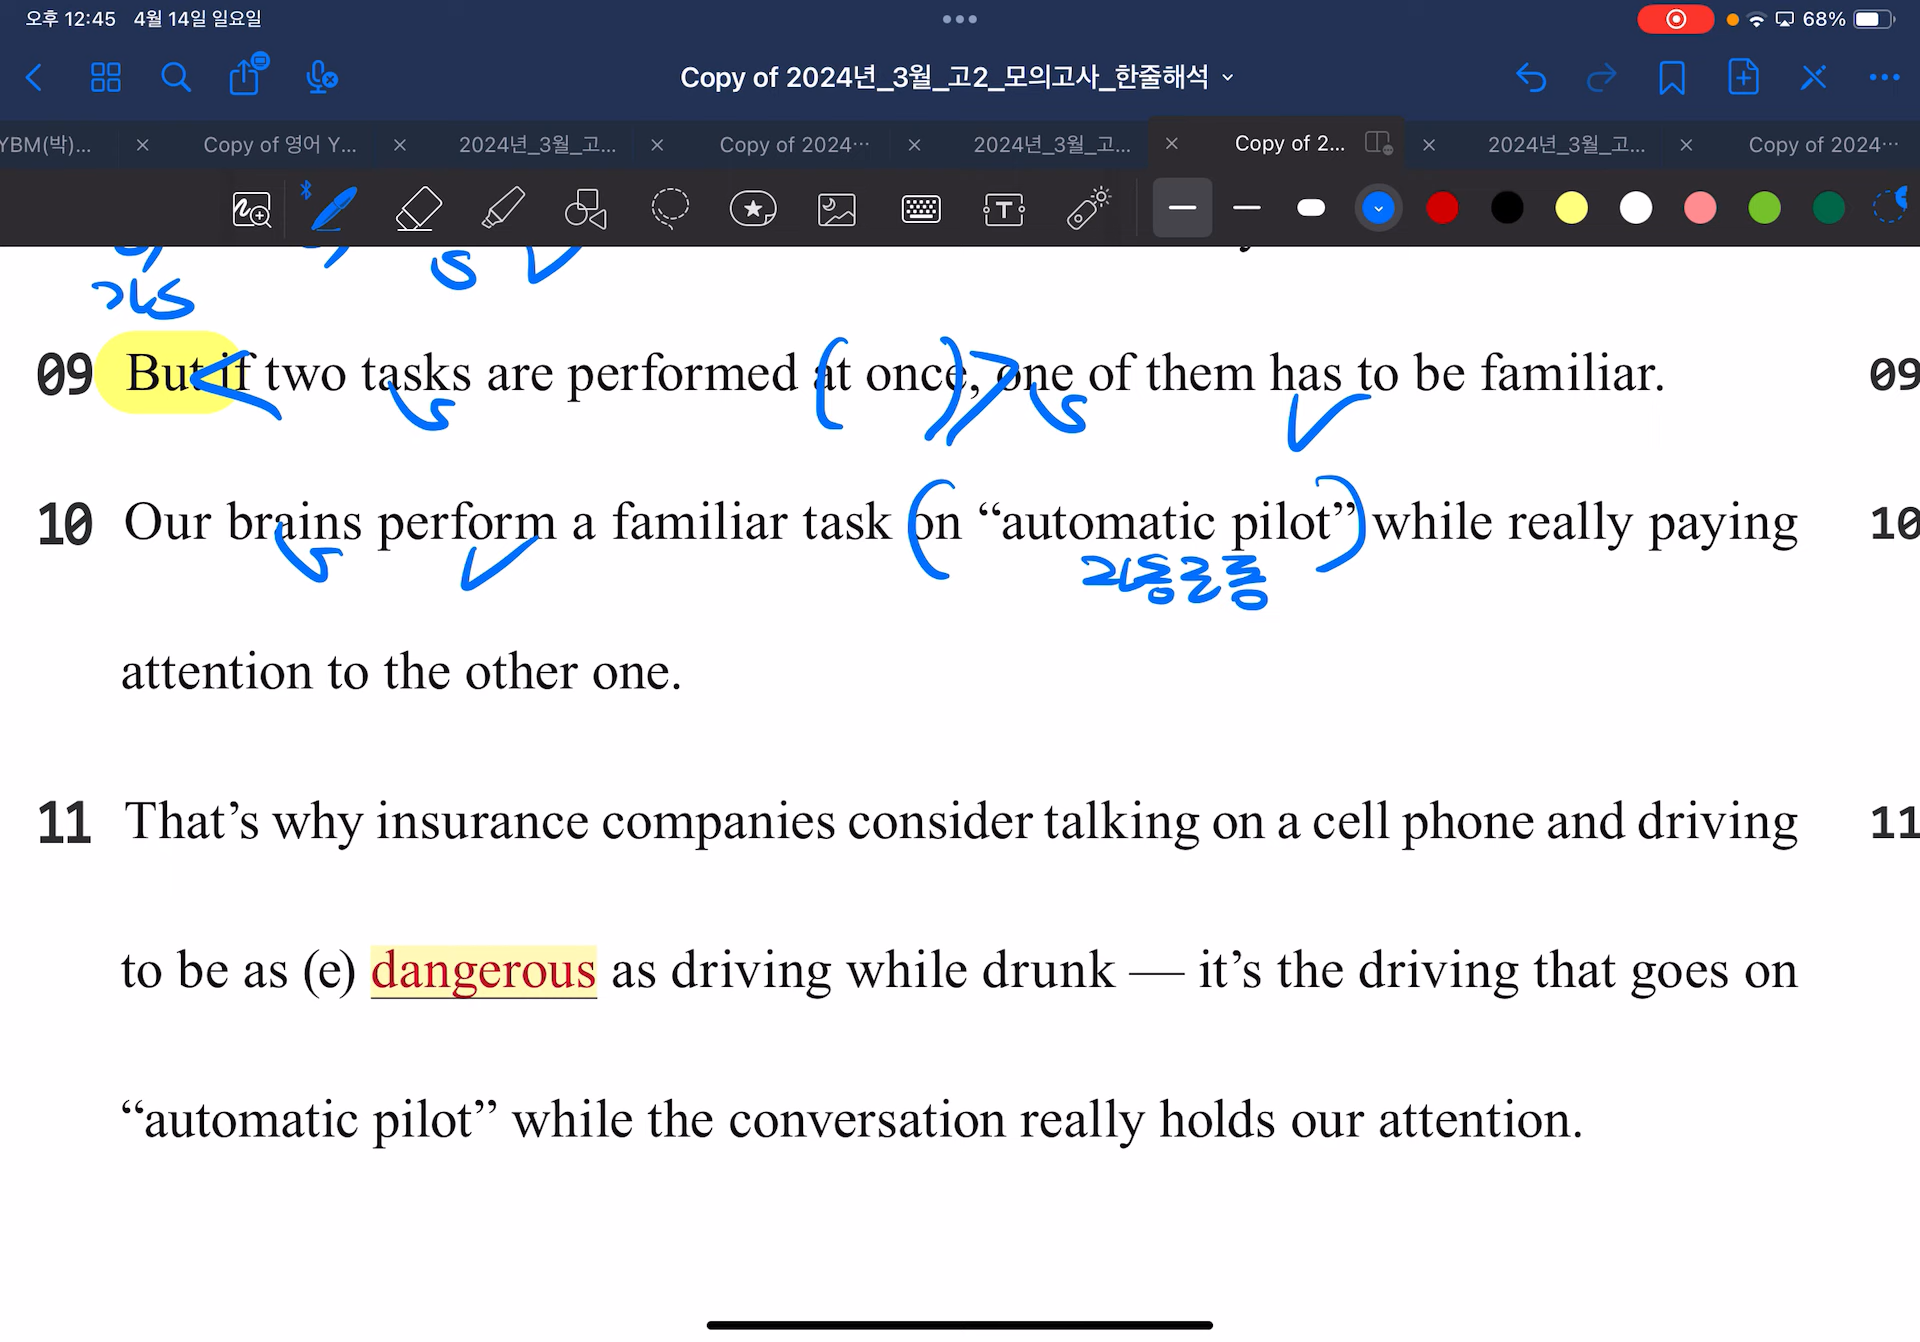 오후 12:45 4월 14일 일요일
68%
Copy of 2024년_3월_고2_모의고사_한줄해석
YBM(박)...
Copy of 영어 Y...
2024년_3월_고...
Copy of 2024...
2024년_3월_고...
Copy of 2...
2024년_3월_고...
Copy of 2024...
S
09 But if two tasks are performed at once, one of them has to be familiar. 09
S S
10 Our brains perform a familiar task on “automatic pilot” while really paying 10
S
자동조종
attention to the other one.
11 That’s why insurance companies consider talking on a cell phone and driving 11
to be as (e) dangerous as driving while drunk — it’s the driving that goes on
“automatic pilot” while the conversation really holds our attention.